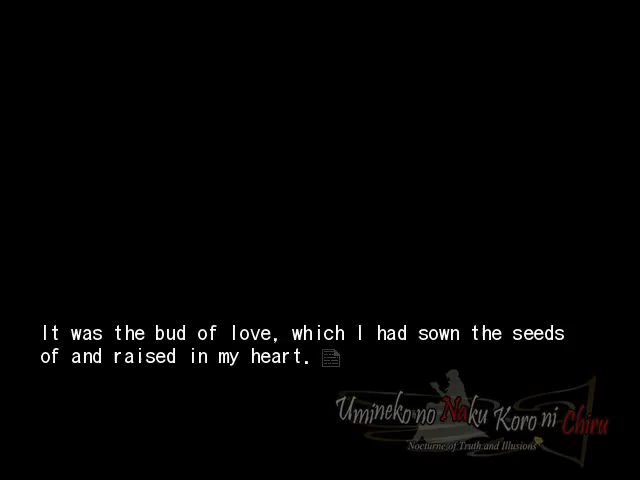 It was the bud of love, which I had sown the seeds
of and raised in my heart.
Umineko no Naku Koro ni Chiru
Nocturne of Truth and Illusions